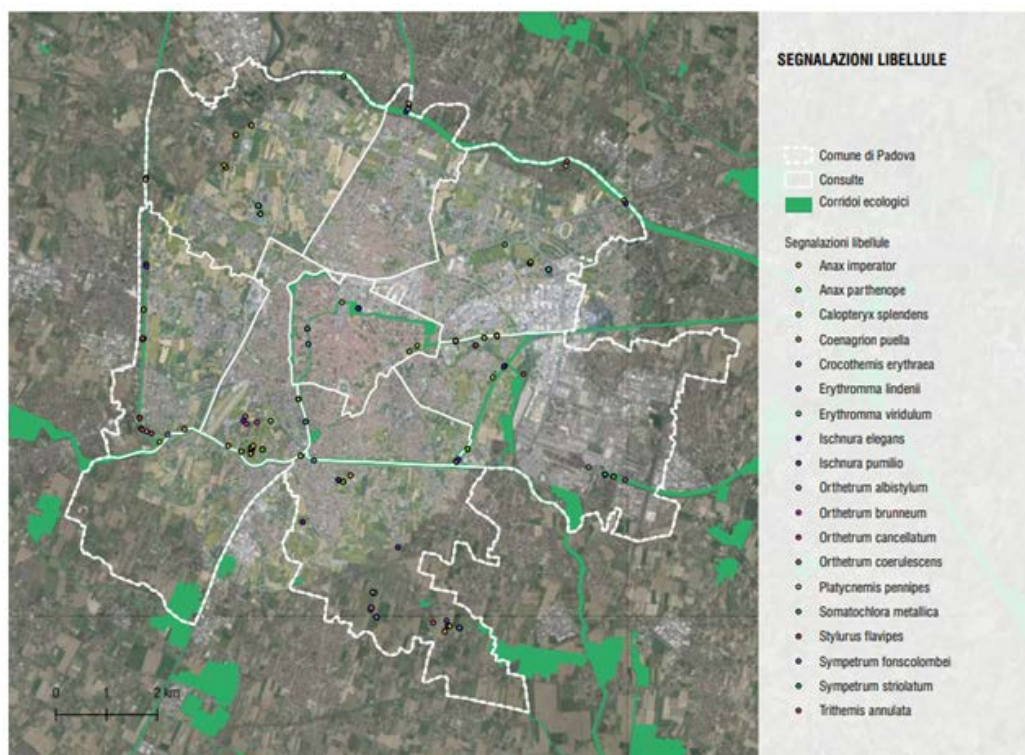 SEGNALAZIONI LIBELLULE
Comune di Padova
Consulte
Corridoi ecologici
Segnalazioni libellule
Anax imperator
Anax parthenope
Calopteryx splendens
Coenagrion puella
Crocothemis erythraea
Erythromma lindenii
Erythromma viridulum
Ischnura elegans
Ischnura pumilio
Orthetrum albistylum
Orthetrum brunneum
Orthetrum cancellatum
Orthetrum coerulescens
Platycnemis pennipes
Somatochlora metallica
Stylurus flavipes
Sympetrum fonscolombei
Sympetrum striolatum
Trithemis annulata
0 1 2 km